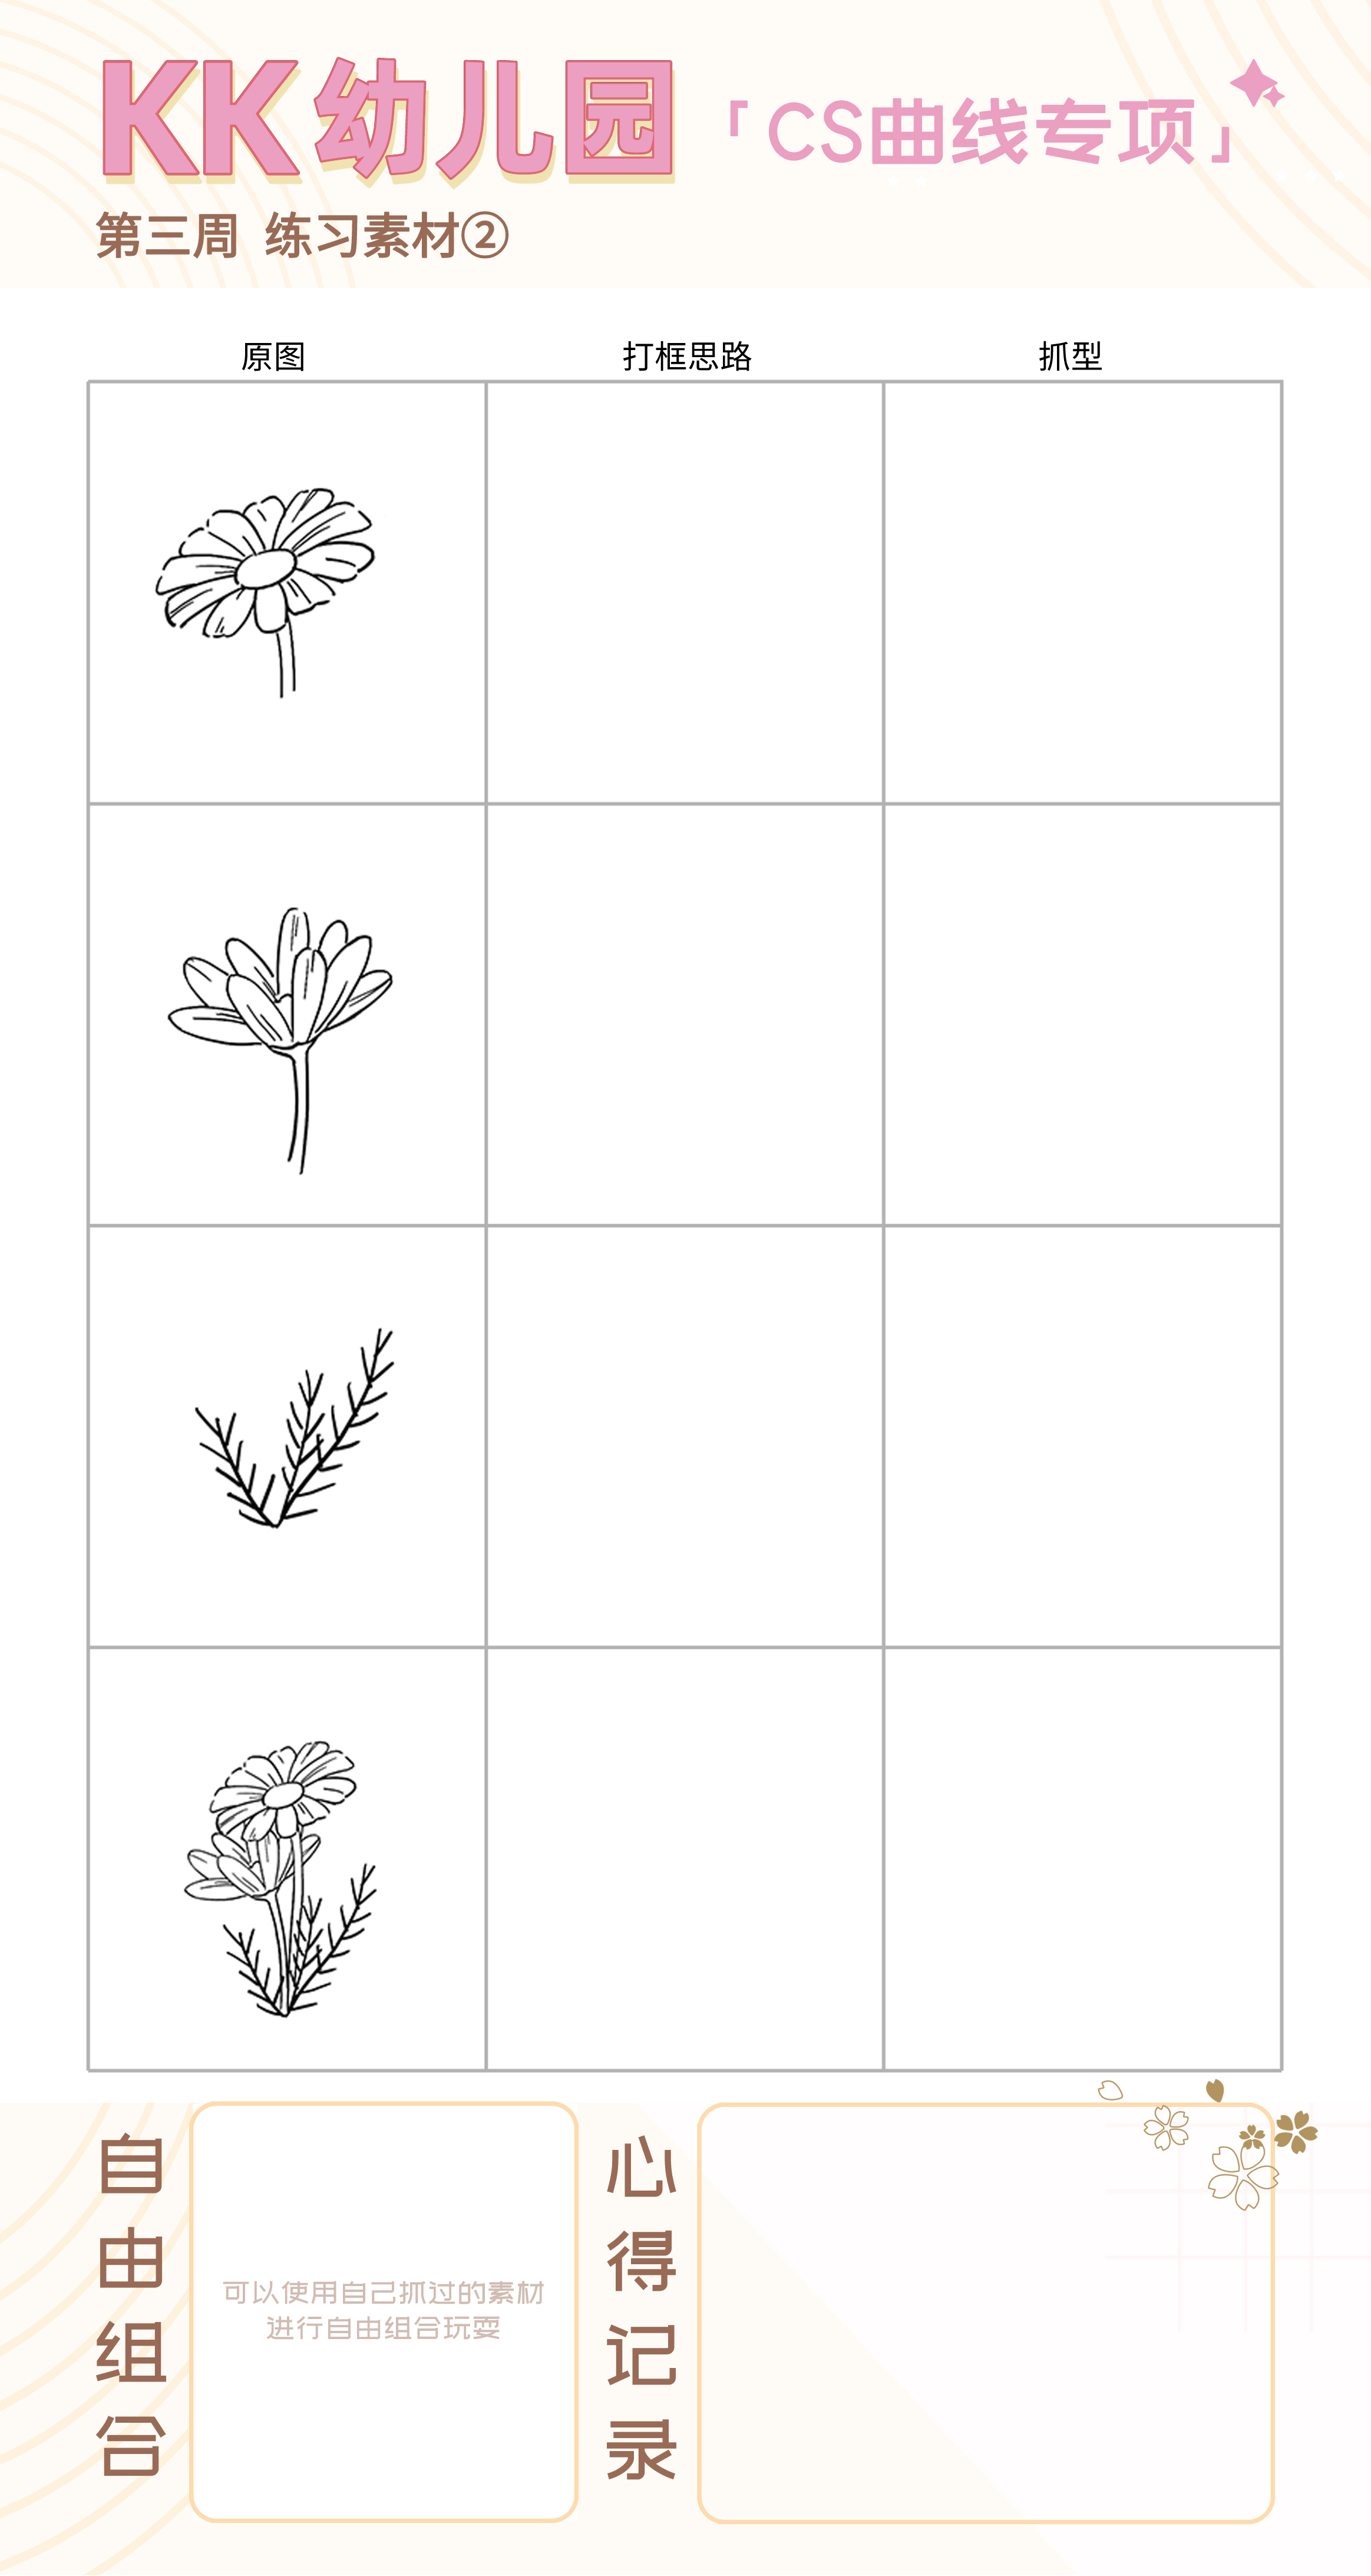 KK幼儿园「CS曲线专项」
第三周 练习素材②
原图 打框思路 抓型
自由组合
可以使用自己抓过的素材
进行自由组合玩耍
心得记录